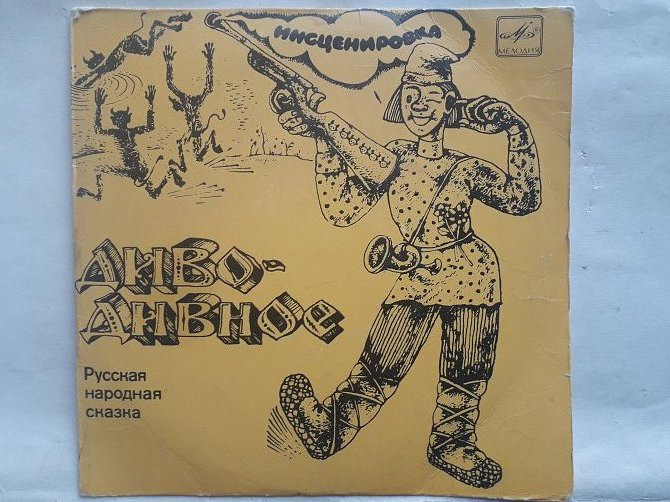 ИНСЦЕНИРОВКА
МЕЛОДИЯ
ДИВО-
ДИВНОЕ
Русская
народная
сказка